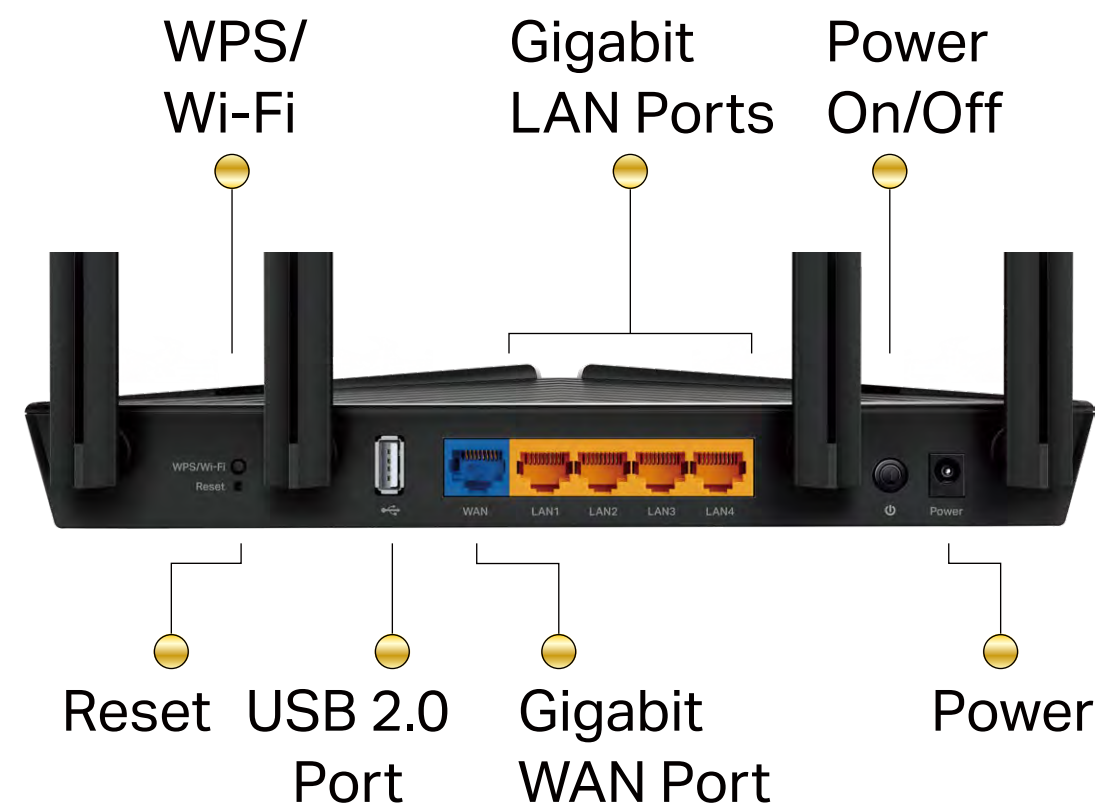 WPS/
Wi-Fi
Gigabit
LAN Ports
Power
On/Off
WPS/Wi-Fi
Reset
WAN
LAN1
LAN2
LAN3
LAN4
Power
Reset
USB 2.0
Port
Gigabit
WAN Port
Power